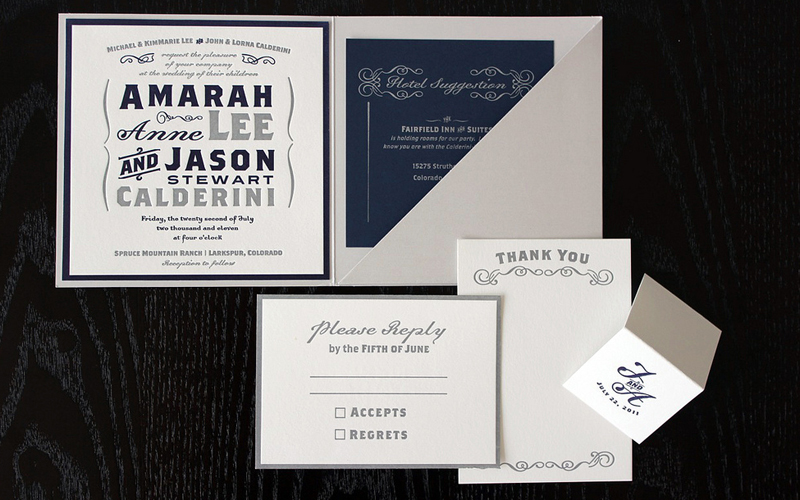 MICHAEL & KIMMARIE LEE AND JOHN & LORNA CALDERINI
request the pleasure
of your company
at the wedding of their children
AMARAH
Anne LEE
AND JASON
STEWART
CALDERINI
Friday, the twenty second of July
two thousand and eleven
at four o'clock
SPRUCE MOUNTAIN RANCH | LARKSPUR, COLORADO
Reception to follow
Hotel Suggestion
FAIRFIELD INN AND SUITES
is holding rooms for our party.
know you are with the Calderini
15275 Struth
Colorado
THANK YOU
Please Reply
by the FIFTH OF JUNE
ACCEPTS
REGRETS
J
AND
A
JULY 22, 2011